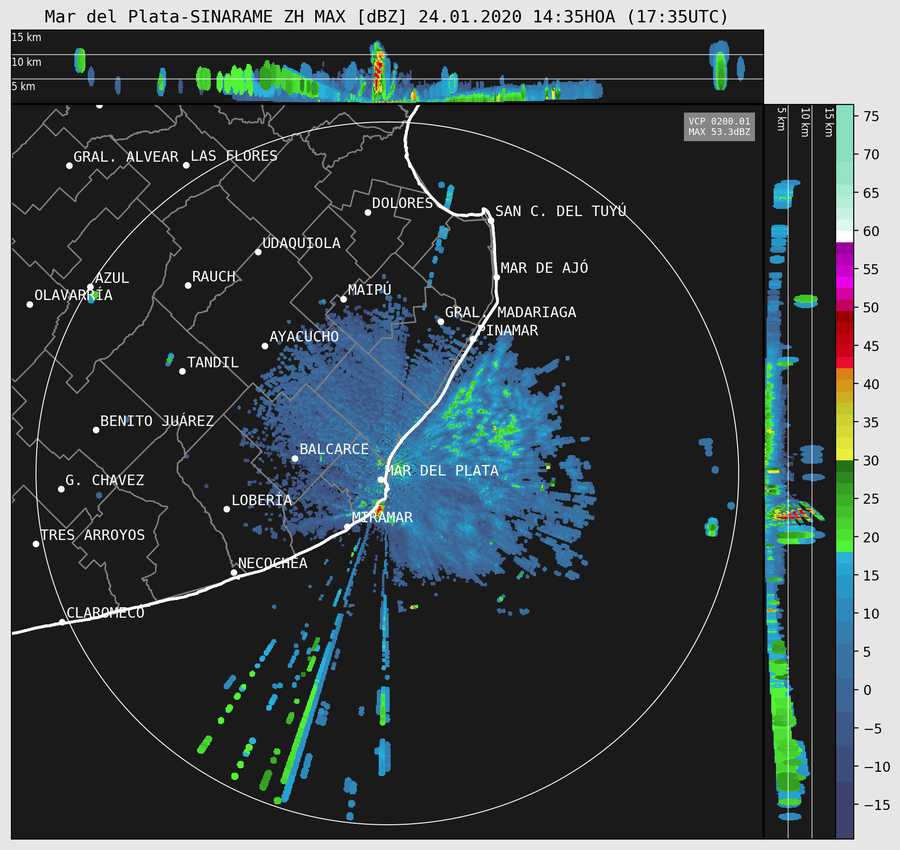 Mar del Plata-SINARAME ZH MAX [dBZ] 24.01.2020 14:35HOA (17:35UTC)
15 km
10 km
5 km
VCP 0200.01
MAX 53.3dBZ
5 km
10 km
15 km
GRAL. ALVEAR
LAS FLORES
DOLORES
SAN C. DEL TUYÚ
UDAQUIOLA
MAR DE AJÓ
AZUL
RAUCH
OLAVARRÍA
MAIPÚ
GRAL. MADARIAGA
PINAMAR
AYACUCHO
TANDIL
BENITO JUÁREZ
BALCARCE
MAR DEL PLATA
G. CHAVEZ
LOBERÍA
MIRAMAR
TRES ARROYOS
NECOCHEA
CLAROMECÓ
75
70
65
60
55
50
45
40
35
30
25
20
15
10
5
0
−5
−10
−15